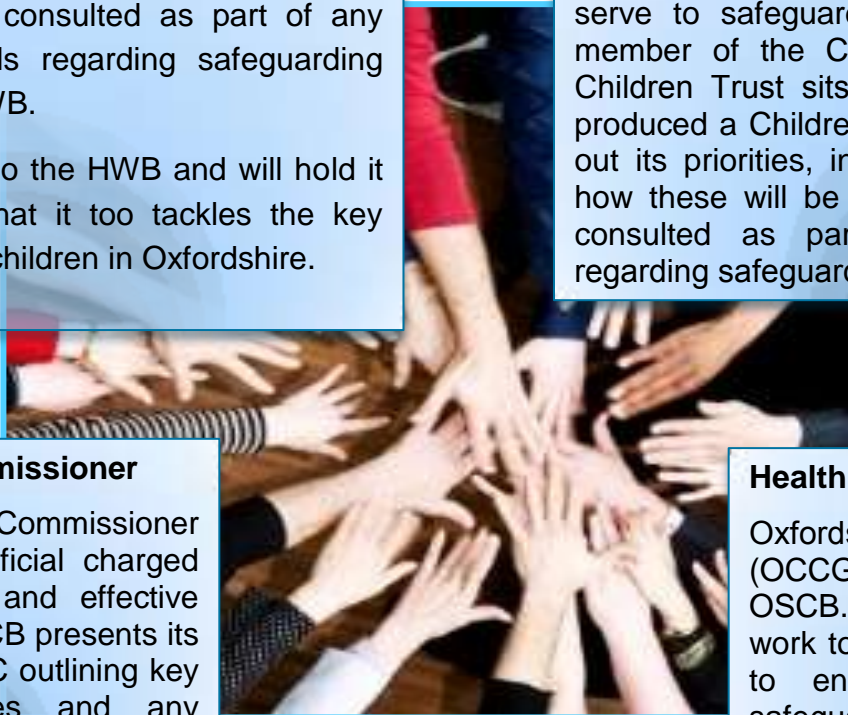 consulted as part of any
ls regarding safeguarding
WB.
o the HWB and will hold it
hat it too tackles the key
children in Oxfordshire.
serve to safeguard
member of the C
Children Trust sits
produced a Childre
out its priorities, in
how these will be
consulted as par
regarding safeguard
missioner
Commissioner
ficial charged
and effective
CB presents its
C outlining key
es and any
Health
Oxfords
(OCCG
OSCB.
work to
to en
safegu